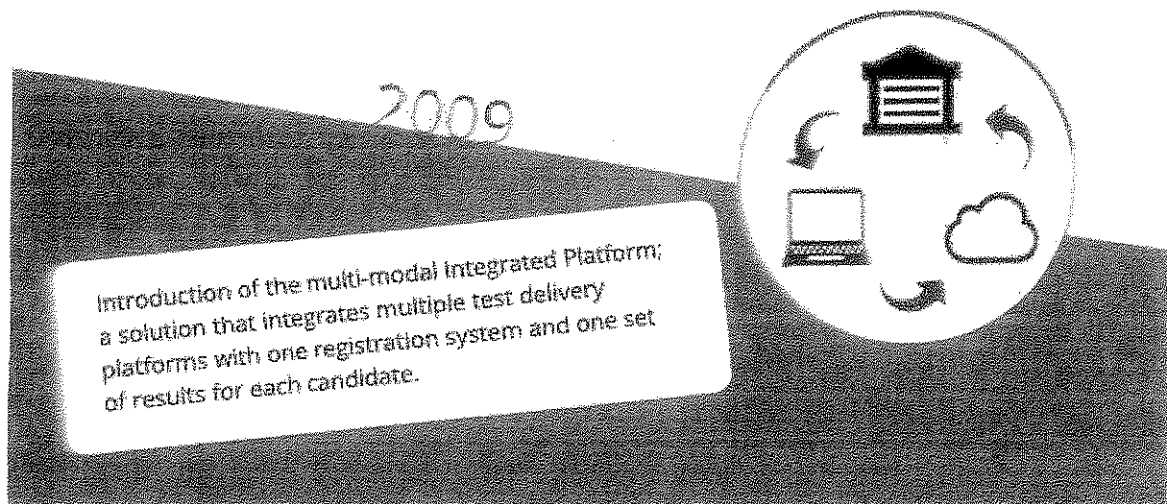 2009
Introduction of the multi-modal Integrated Platform;
a solution that integrates multiple test delivery
platforms with one registration system and one set
of results for each candidate.